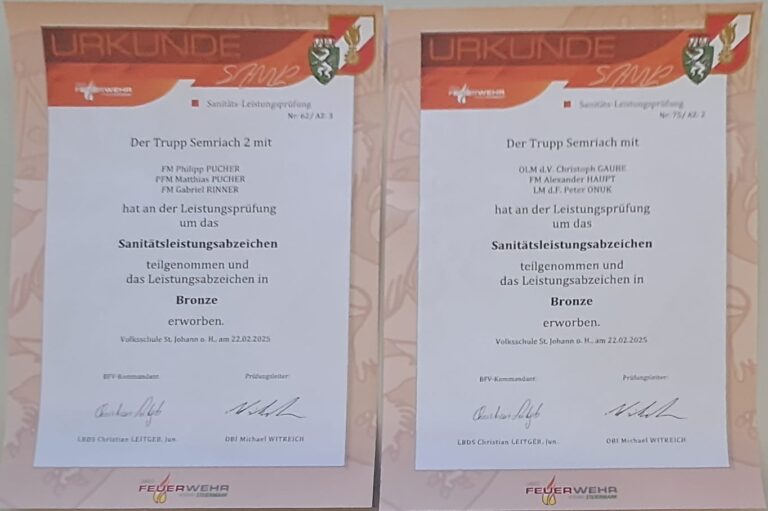 URKUNDE
SAMP
FEUERWEHR
Sanitäts-Leistungsprüfung
Nr: 62/ AZ: 3
Der Trupp Semriach 2 mit
FM Philipp PUCHER
PFM Matthias PUCHER
FM Gabriel RINNER
hat an der Leistungsprüfung
um das
Sanitätsleistungsabzeichen
teilgenommen und
das Leistungsabzeichen in
Bronze
erworben.
Volksschule St. Johann o. H., am 22.02.2025
BFV-Kommandant: Prüfungsleiter:
LBDS Christian LEITGEB, Jun. OBI Michael WITREICH
FEUERWEHR
URKUNDE
SAMP
FEUERWEHR
Sanitäts-Leistungsprüfung
Nr: 75/ AZ: 2
Der Trupp Semriach mit
OLM d.V. Christoph GAUBE
FM Alexander HAUPT
LM d.F. Peter ONUK
hat an der Leistungsprüfung
um das
Sanitätsleistungsabzeichen
teilgenommen und
das Leistungsabzeichen in
Bronze
erworben.
Volksschule St. Johann o. H., am 22.02.2025
BFV-Kommandant: Prüfungsleiter:
LBDS Christian LEITGEB, Jun. OBI Michael WITREICH
FEUERWEHR
STEIERMARK